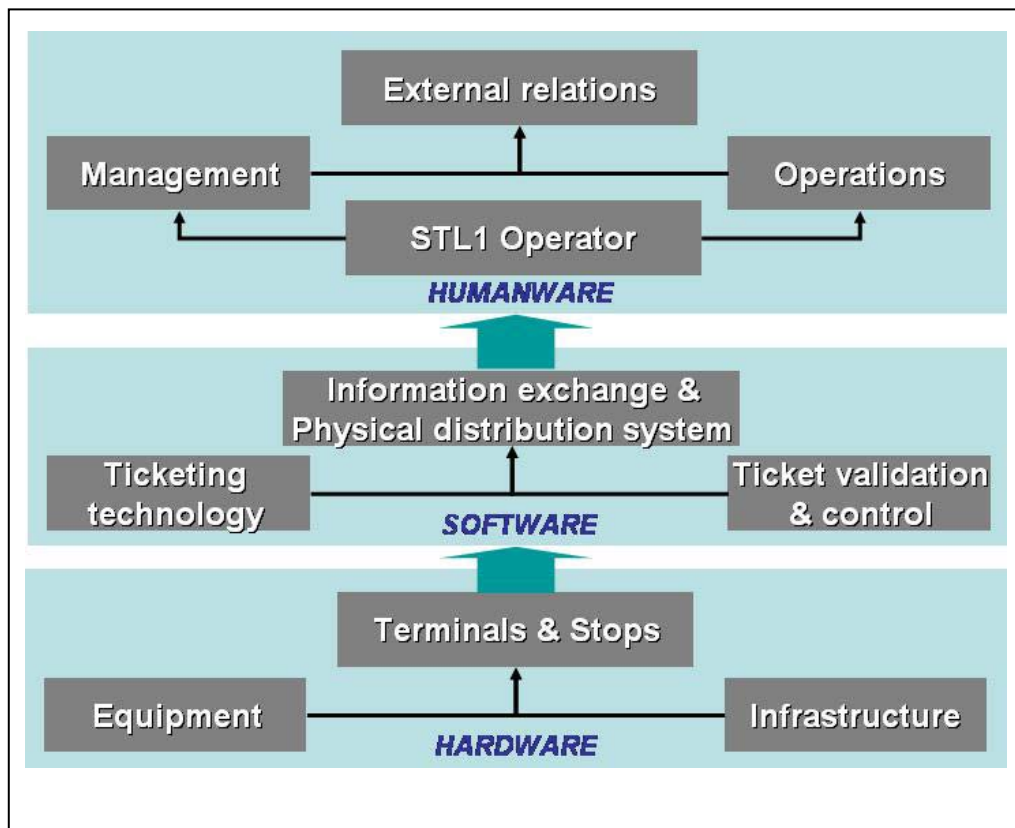 External relations
Management
Operations
STL1 Operator
HUMANWARE
Information exchange &
Physical distribution system
Ticketing
technology
Ticket validation
& control
SOFTWARE
Terminals & Stops
Equipment
Infrastructure
HARDWARE